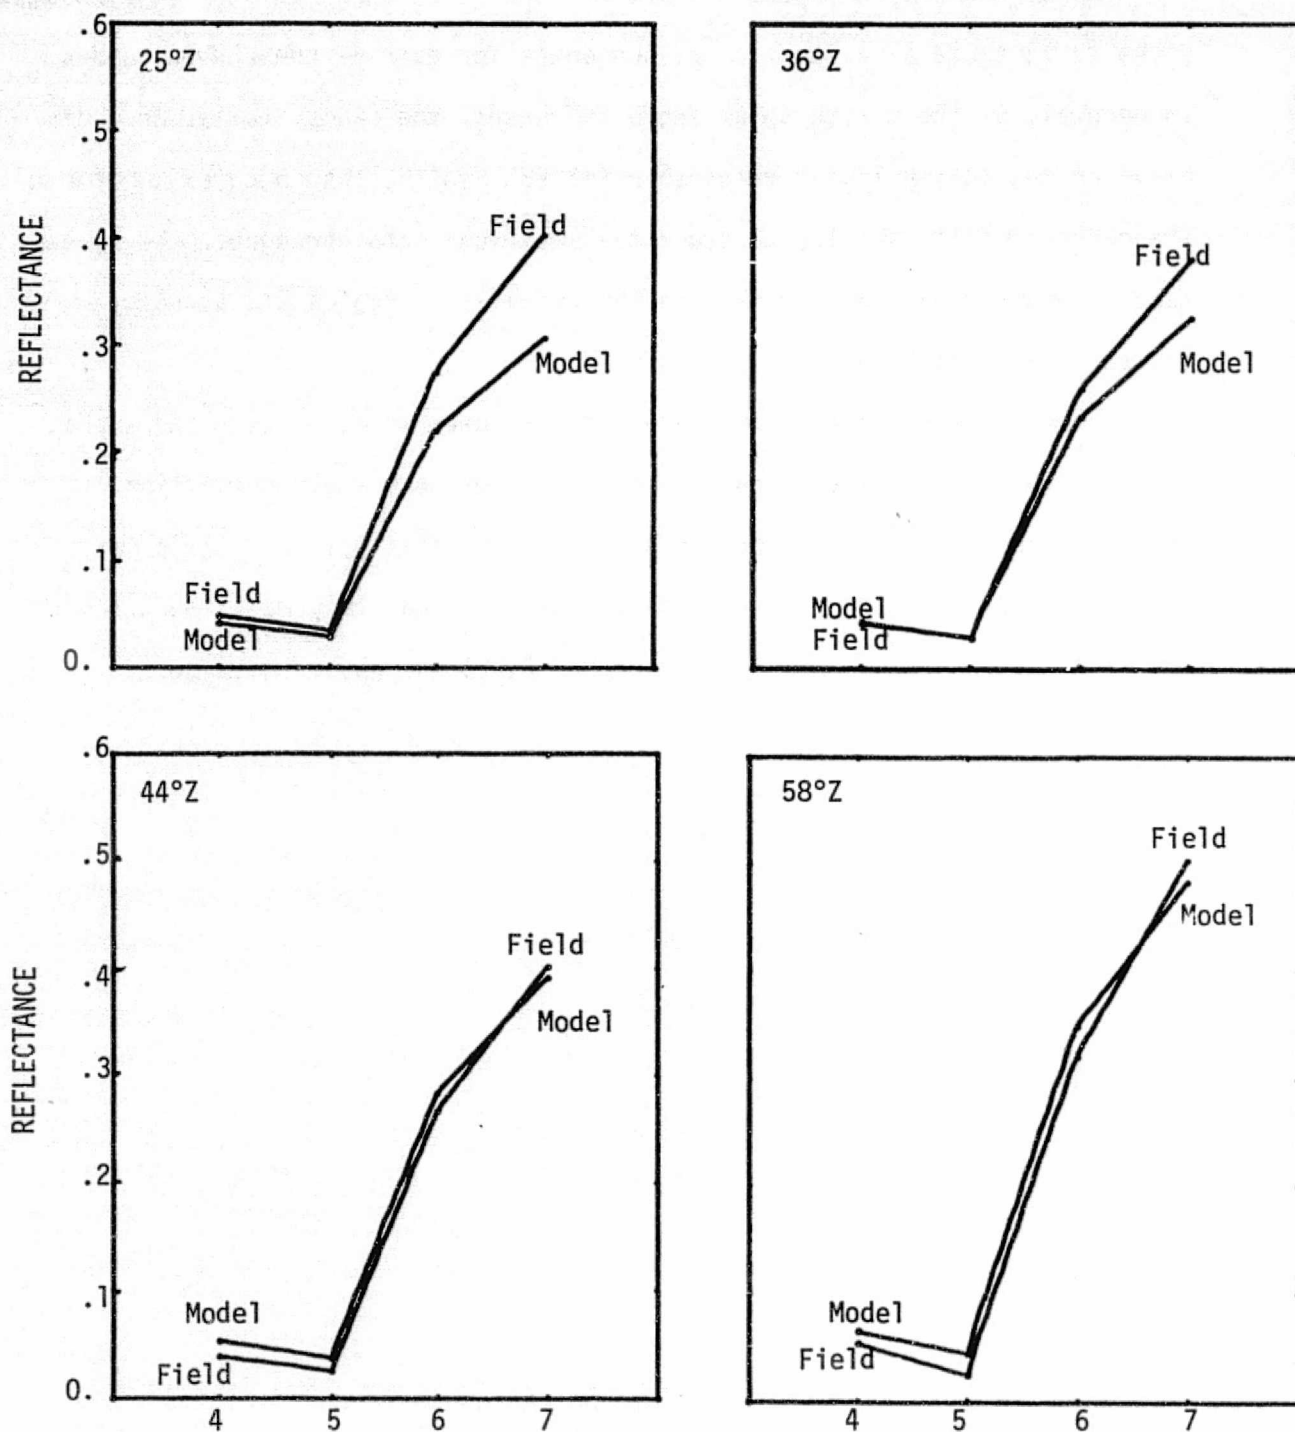 .6
25°Z
.5
.4
Field
.3
Model
.2
.1
Field
Model
0.
REFLECTANCE
36°Z
Field
Model
Model
Field
.6
44°Z
.5
Field
.4
Model
.3
.2
.1
Model
Field
0.
REFLECTANCE
4 5 6 7
58°Z
Field
Model
Model
Field
4 5 6 7